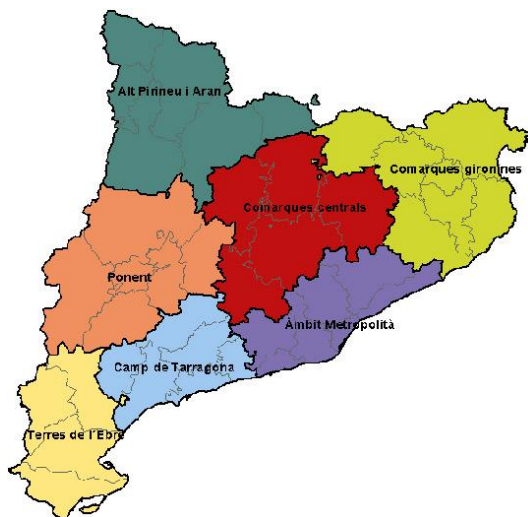 Alt Pirineu i Aran
Comarques gironines
Comarques centrals
Ponent
Àmbit Metropolità
Camp de Tarragona
Terres de l'Ebre